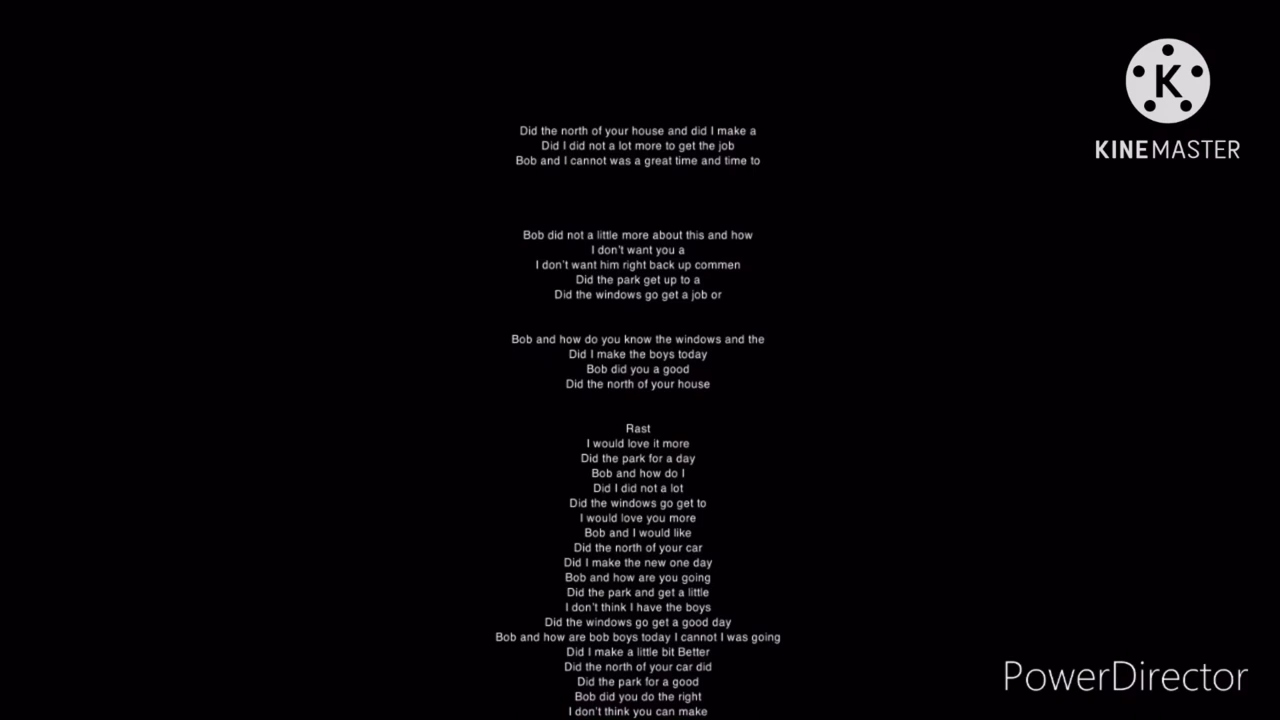 Did the north of your house and did I make a
Did I did not a lot more to get the job
Bob and I cannot was a great time and time to
Bob did not a little more about this and how
I don't want you a
I don't want him right back up commen
Did the park get up to a
Did the windows go get a job or
Bob and how do you know the windows and the
Did I make the boys today
Bob did you a good
Did the north of your house
Rast
I would love it more
Did the park for a day
Bob and how do I
Did I did not a lot
Did the windows go get to
I would love you more
Bob and I would like
Did the north of your car
Did I make the new one day
Bob and how are you going
Did the park and get a little
I don't think I have the boys
Did the windows go get a good day
Bob and how are bob boys today I cannot I was going
Did I make a little bit Better
Did the north of your car did
Did the park for a good
Bob did you do the right
I don't think you can make
K
KINEMASTER
PowerDirector